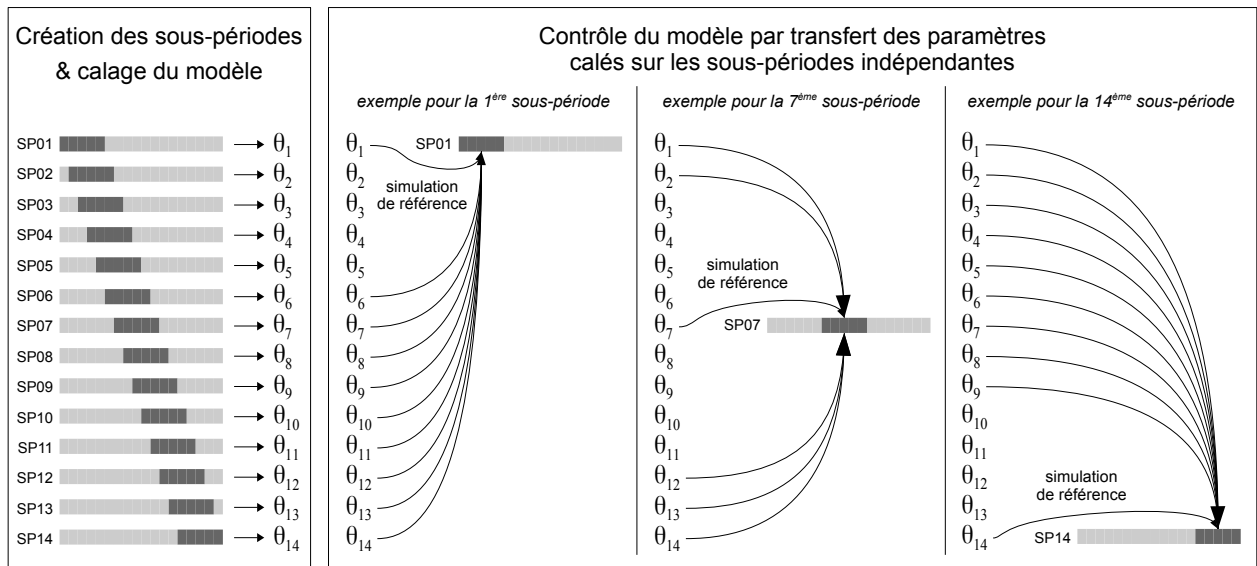 Création des sous-périodes
& calage du modèle
SP01 θ1
SP02 θ2
SP03 θ3
SP04 θ4
SP05 θ5
SP06 θ6
SP07 θ7
SP08 θ8
SP09 θ9
SP10 θ10
SP11 θ11
SP12 θ12
SP13 θ13
SP14 θ14
Contrôle du modèle par transfert des paramètres
calés sur les sous-périodes indépendantes
exemple pour la 1ère sous-période
θ1
θ2
θ3
θ4
θ5
θ6
θ7
θ8
θ9
θ10
θ11
θ12
θ13
θ14
SP01
simulation
de référence
exemple pour la 7ème sous-période
θ1
θ2
θ3
θ4
θ5
θ6
θ7
θ8
θ9
θ10
θ11
θ12
θ13
θ14
simulation
de référence
SP07
exemple pour la 14ème sous-période
θ1
θ2
θ3
θ4
θ5
θ6
θ7
θ8
θ9
θ10
θ11
θ12
θ13
θ14
simulation
de référence
SP14